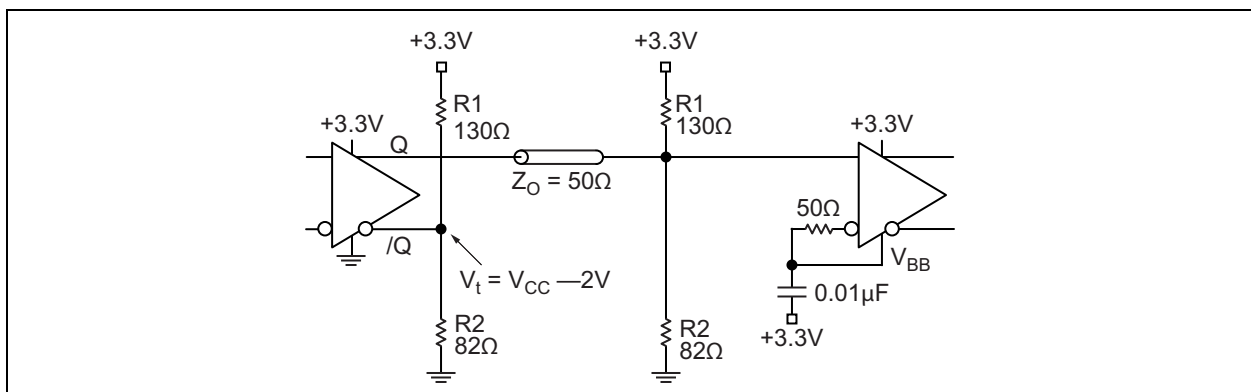 +3.3V
+3.3V
R1
130Ω
R1
130Ω
+3.3V
+3.3V
Q
Z_O = 50Ω
50Ω
/Q
V_BB
V_t = V_CC —2V
0.01µF
R2
82Ω
R2
82Ω
+3.3V